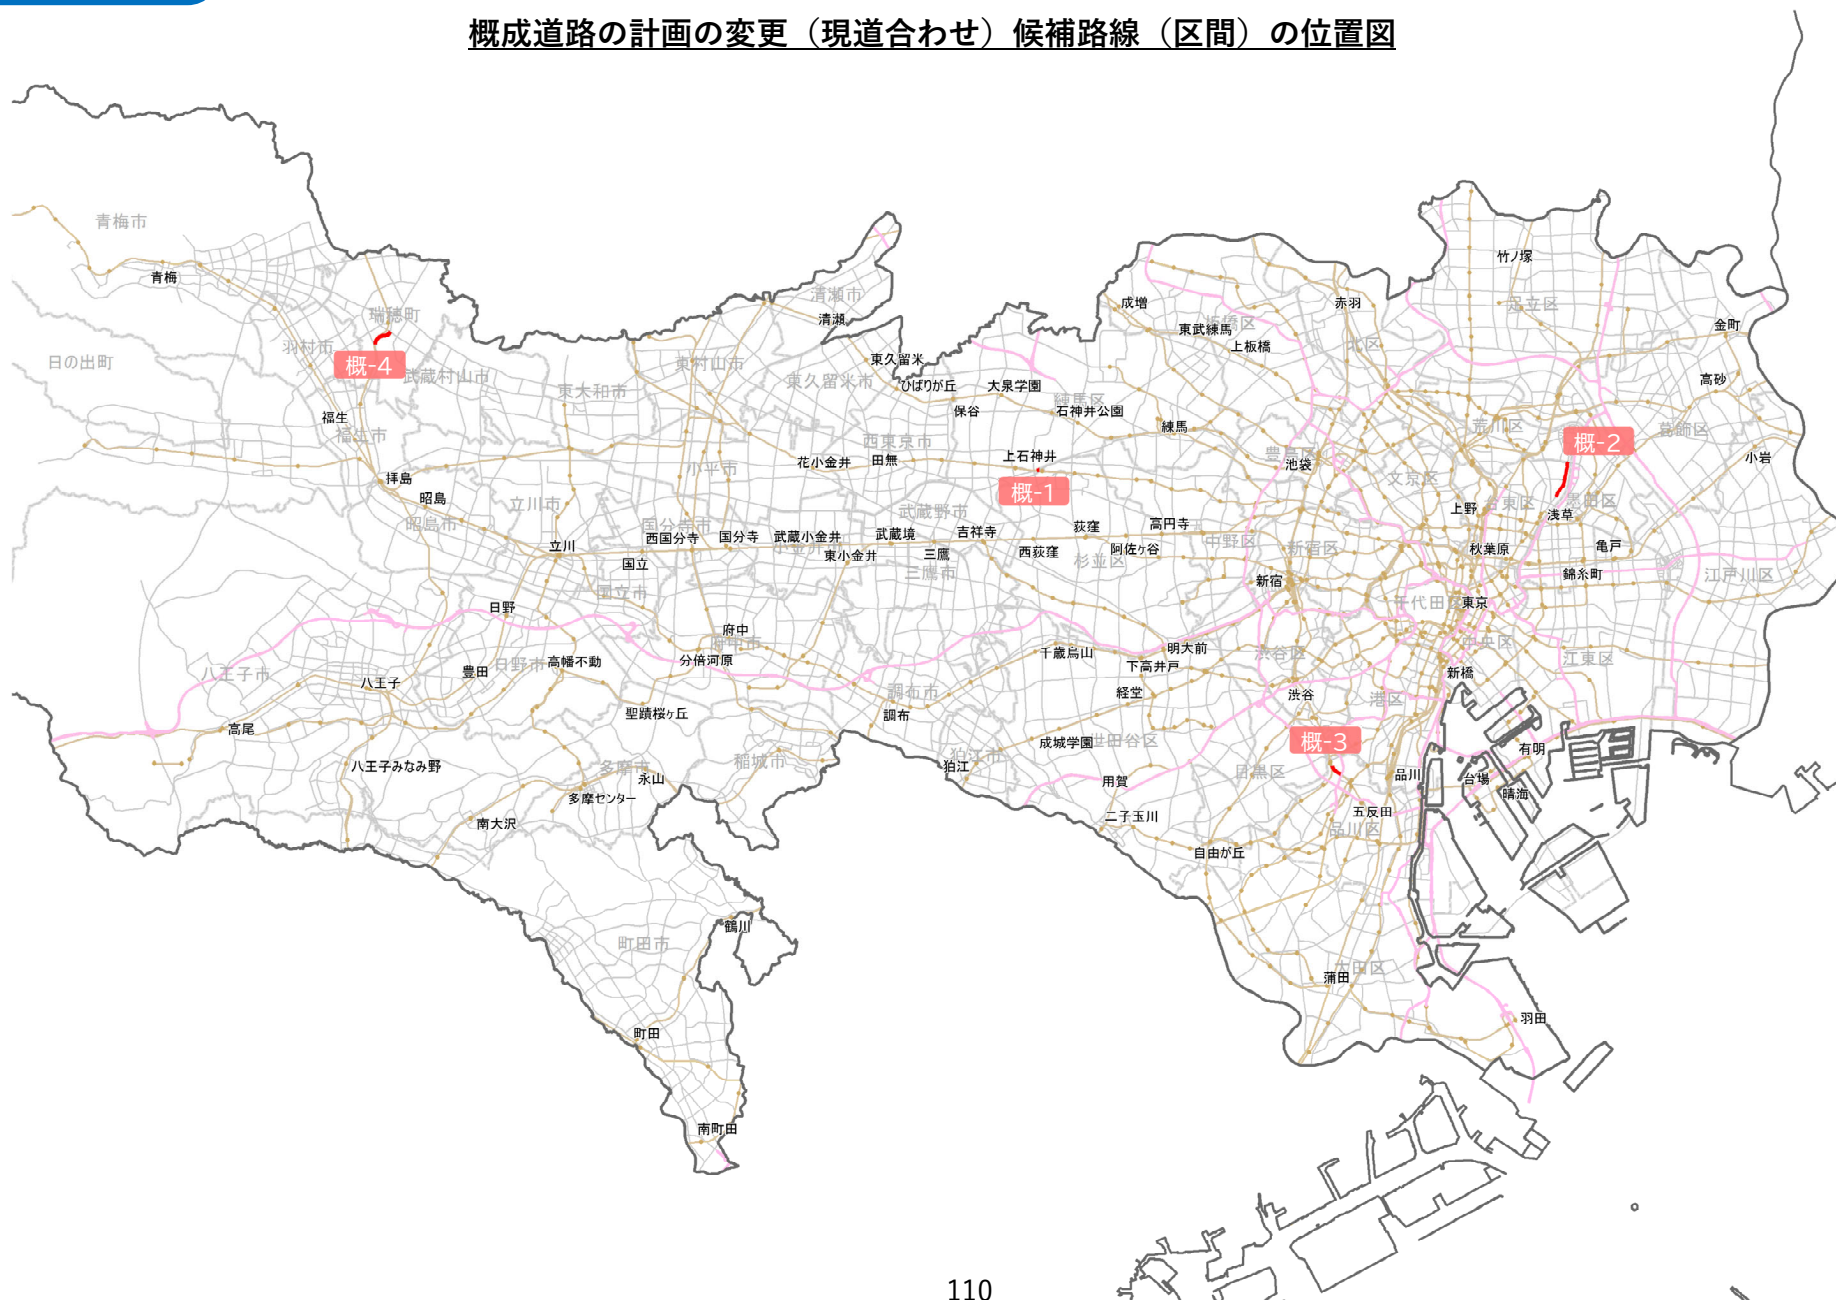 概成道路の計画の変更（現道合わせ）候補路線（区間）の位置図
青梅市
青梅
瑞穂町
羽村市
日の出町
概-4
武蔵村山市
福生
福生市
拝島
昭島
昭島市
立川市
東大和市
東村山市
清瀬市
清瀬
東久留米
東久留米市
ひばりが丘
保谷
大泉学園
練馬区
石神井公園
西東京市
花小金井
田無
上石神井
概-1
小平市
武蔵野市
国分寺市
西国分寺
国分寺
武蔵小金井
東小金井
武蔵境
三鷹
三鷹市
吉祥寺
西荻窪
荻窪
杉並区
阿佐ヶ谷
高円寺
中野区
立川
国立
国立市
日野
日野市
府中
府中市
分倍河原
高幡不動
豊田
八王子
八王子市
高尾
八王子みなみ野
聖蹟桜ヶ丘
多摩市
永山
多摩センター
南大沢
稲城市
調布市
調布
狛江市
狛江
千歳烏山
下高井戸
明大前
経堂
成城学園
世田谷区
用賀
二子玉川
自由が丘
鶴川
町田市
町田
南町田
成増
東武練馬
板橋区
上板橋
練馬
赤羽
北区
竹ノ塚
足立区
金町
高砂
葛飾区
小岩
荒川区
概-2
豊島区
池袋
文京区
上野
台東区
浅草
墨田区
秋葉原
亀戸
錦糸町
江戸川区
新宿区
新宿
千代田区
東京
中央区
江東区
渋谷区
渋谷
港区
新橋
概-3
目黒区
品川
五反田
品川区
有明
台場
晴海
大田区
蒲田
羽田
110